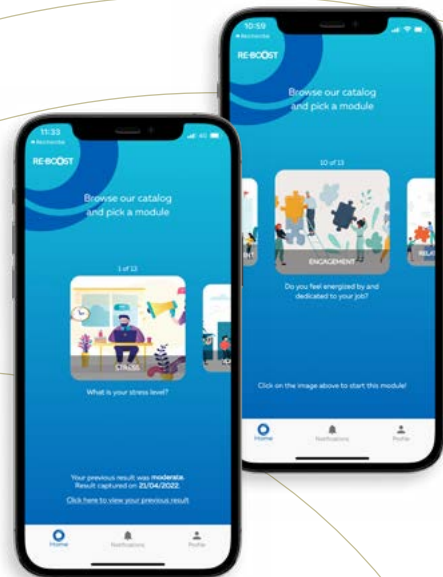 11:33
Recherche
4G
RE-BOOST
Browse our catalog
and pick a module
1 of 13
STRESS
What is your stress level?
Your previous result was moderate.
Result captured on 21/04/2022.
Click here to view your previous result
Home
Notifications
Profile
10:59
Recherche
RE-BOOST
Browse our catalog
and pick a module
10 of 13
ENGAGEMENT
Do you feel energized by and
dedicated to your job?
Click on the image above to start this module!
Home
Notifications
Profile